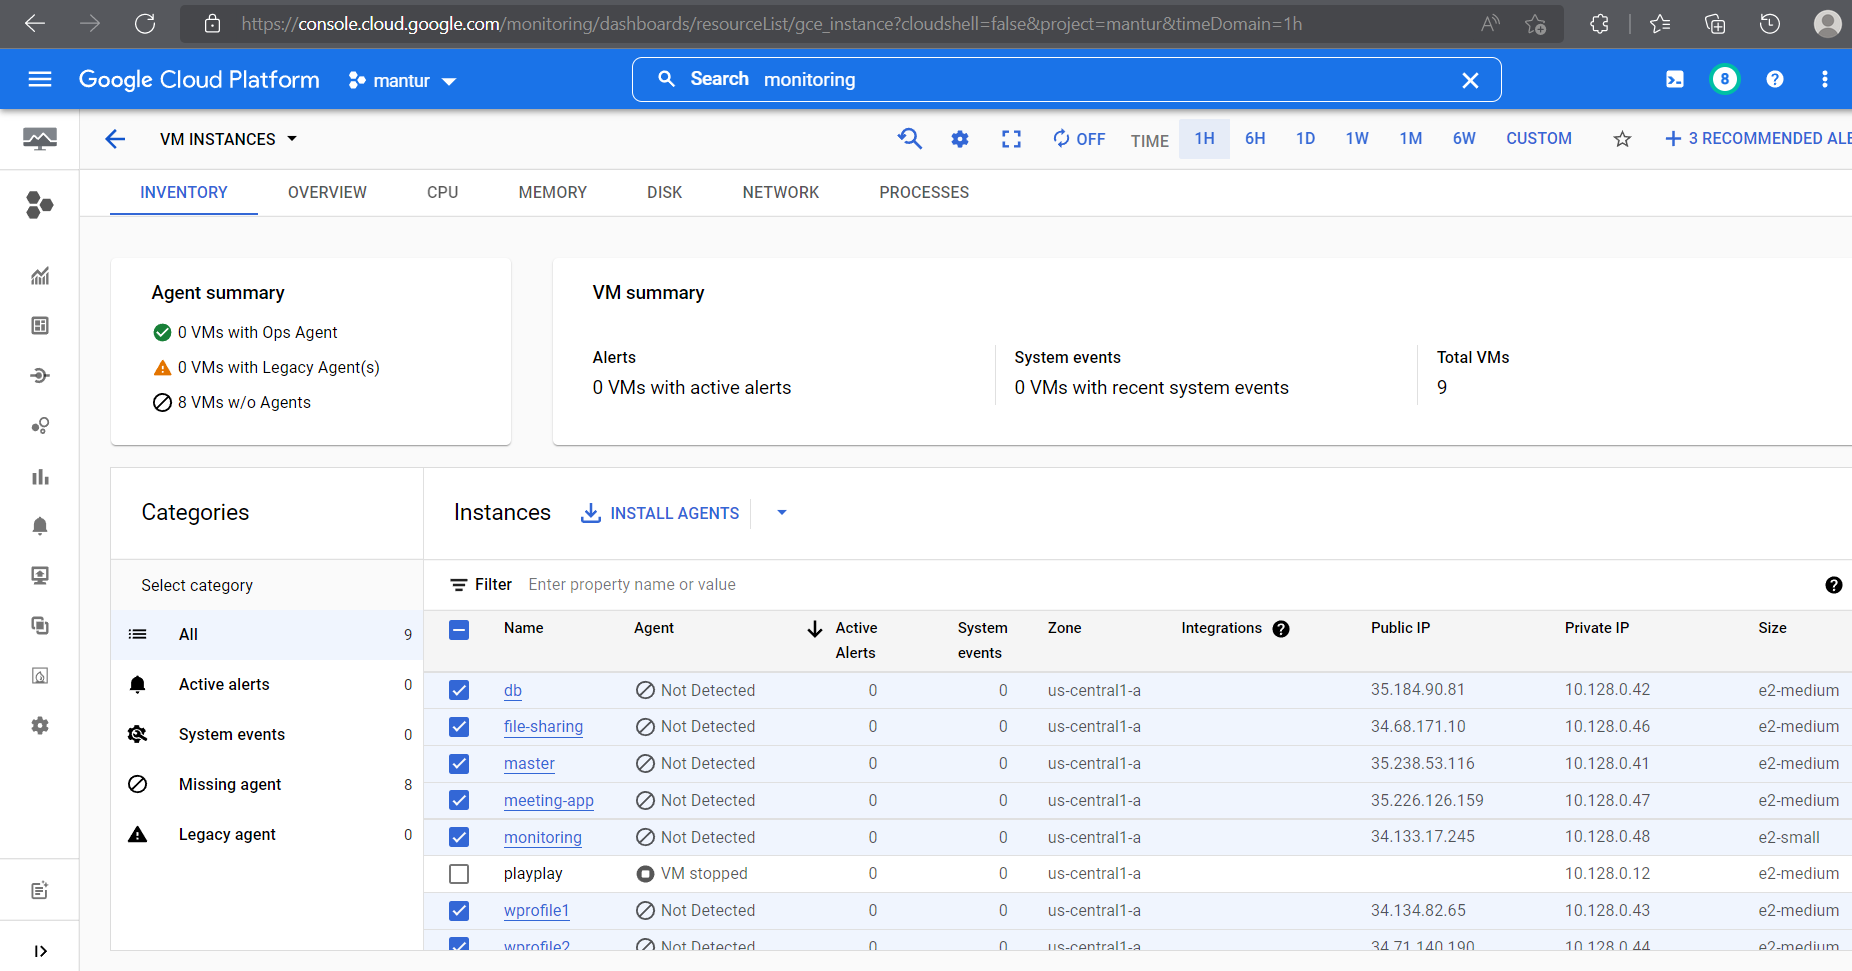 https://console.cloud.google.com/monitoring/dashboards/resourceList/gce_instance?cloudshell=false&project=mantur&timeDomain=1h
Google Cloud Platform mantur Search monitoring 8
VM INSTANCES OFF TIME 1H 6H 1D 1W 1M 6W CUSTOM 3 RECOMMENDED ALE
INVENTORY OVERVIEW CPU MEMORY DISK NETWORK PROCESSES
Agent summary
0 VMs with Ops Agent
0 VMs with Legacy Agent(s)
8 VMs w/o Agents
VM summary
Alerts System events Total VMs
0 VMs with active alerts 0 VMs with recent system events 9
Categories
Select category
All 9
Active alerts 0
System events 0
Missing agent 8
Legacy agent 0
Instances INSTALL AGENTS
Filter Enter property name or value
Name Agent Active Alerts System events Zone Integrations Public IP Private IP Size
db Not Detected 0 0 us-central1-a 35.184.90.81 10.128.0.42 e2-medium
file-sharing Not Detected 0 0 us-central1-a 34.68.171.10 10.128.0.46 e2-medium
master Not Detected 0 0 us-central1-a 35.238.53.116 10.128.0.41 e2-medium
meeting-app Not Detected 0 0 us-central1-a 35.226.126.159 10.128.0.47 e2-medium
monitoring Not Detected 0 0 us-central1-a 34.133.17.245 10.128.0.48 e2-small
playplay VM stopped 0 0 us-central1-a 10.128.0.12 e2-medium
wprofile1 Not Detected 0 0 us-central1-a 34.134.82.65 10.128.0.43 e2-medium
wprofile2 Not Detected 0 0 us-central1-a 34.71.140.190 10.128.0.44 e2-medium